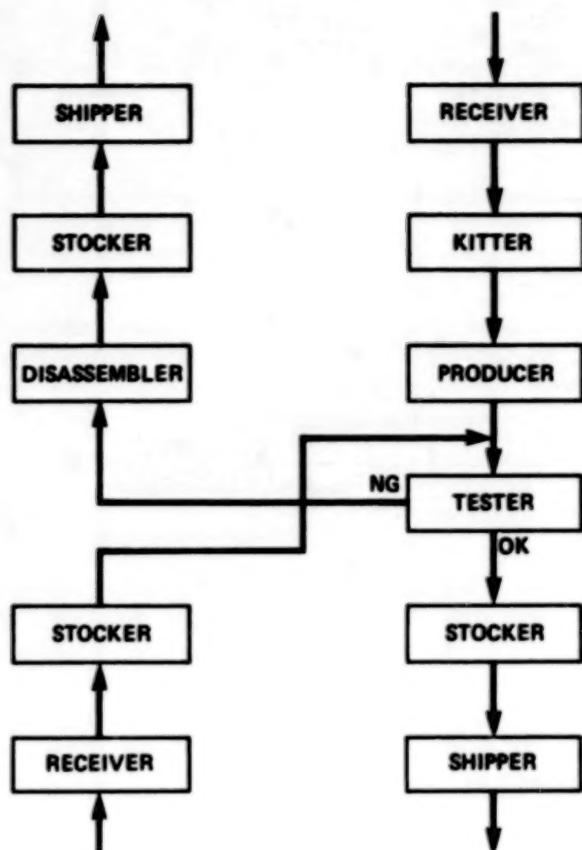 SHIPPER
RECEIVER
STOCKER
KITTER
DISASSEMBLER
PRODUCER
NG
TESTER
OK
STOCKER
STOCKER
RECEIVER
SHIPPER